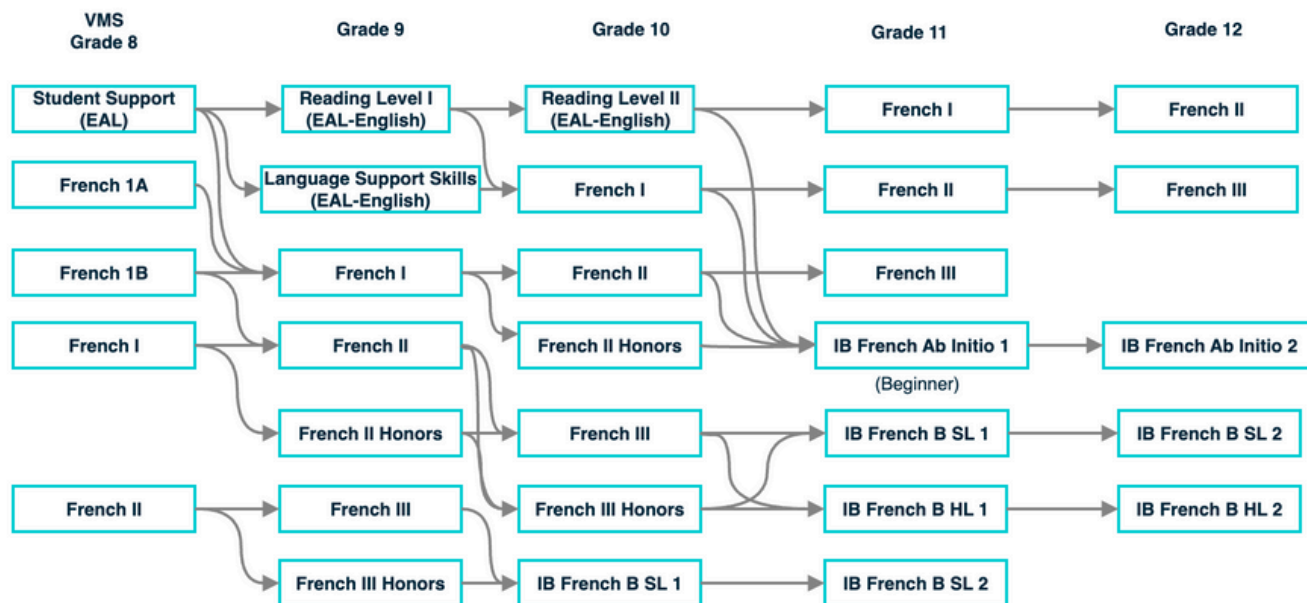 VMS
Grade 8
Grade 9
Grade 10
Grade 11
Grade 12
Student Support
(EAL)
Reading Level I
(EAL-English)
Reading Level II
(EAL-English)
French I
French II
French 1A
Language Support Skills
(EAL-English)
French I
French II
French III
French 1B
French I
French II
French III
French I
French II
French II Honors
IB French Ab Initio 1
IB French Ab Initio 2
(Beginner)
French II Honors
French III
IB French B SL 1
IB French B SL 2
French II
French III
French III Honors
IB French B HL 1
IB French B HL 2
French III Honors
IB French B SL 1
IB French B SL 2